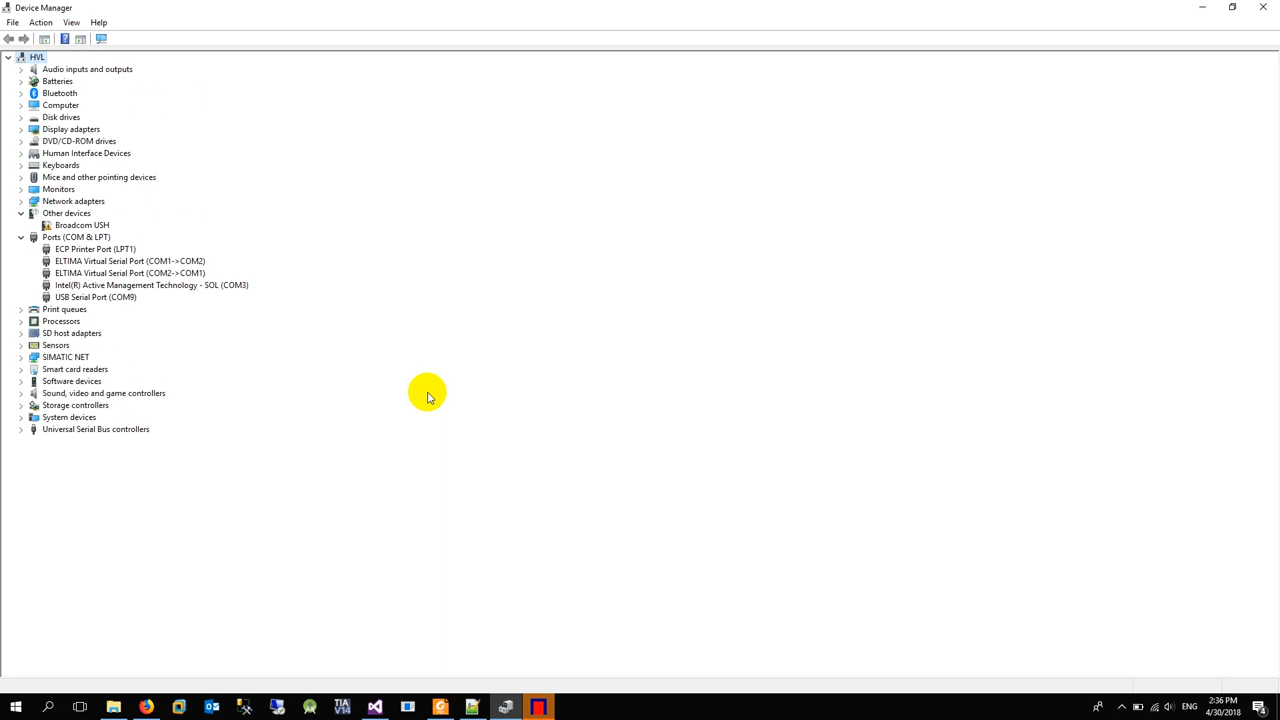 Device Manager
File Action View Help
HVL
Audio inputs and outputs
Batteries
Bluetooth
Computer
Disk drives
Display adapters
DVD/CD-ROM drives
Human Interface Devices
Keyboards
Mice and other pointing devices
Monitors
Network adapters
Other devices
Broadcom USH
Ports (COM & LPT)
ECP Printer Port (LPT1)
ELTIMA Virtual Serial Port (COM1->COM2)
ELTIMA Virtual Serial Port (COM2->COM1)
Intel(R) Active Management Technology - SOL (COM3)
USB Serial Port (COM9)
Print queues
Processors
SD host adapters
Sensors
SIMATIC NET
Smart card readers
Software devices
Sound, video and game controllers
Storage controllers
System devices
Universal Serial Bus controllers
TIA
V14
ENG
2:36 PM
4/30/2018
4